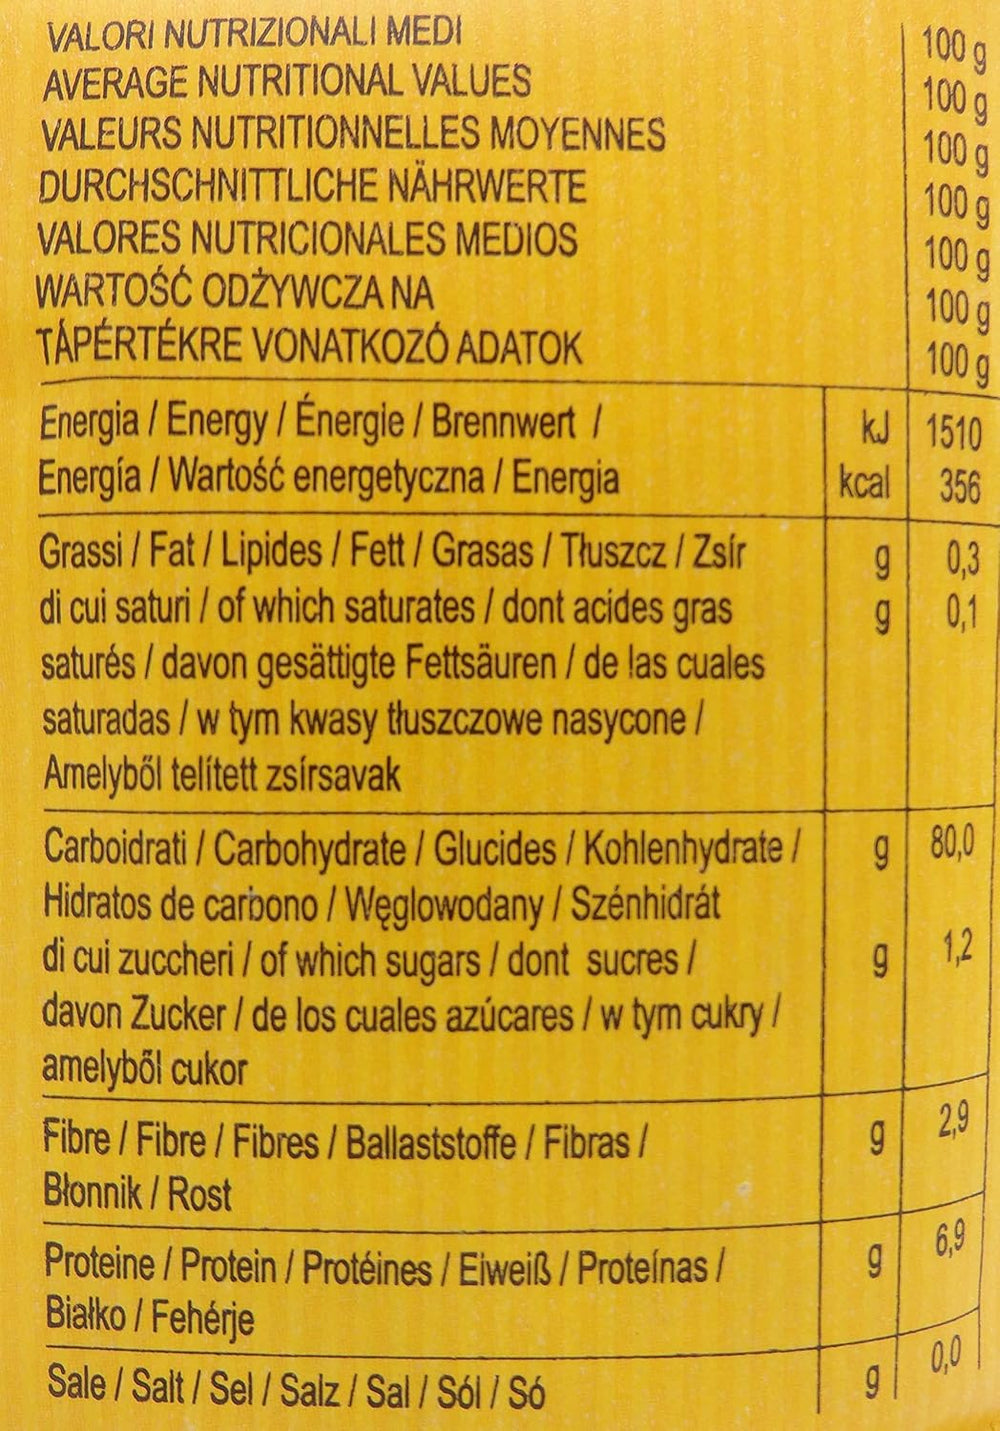 VALORI NUTRIZIONALI MEDI 100 g
AVERAGE NUTRITIONAL VALUES 100 g
VALEURS NUTRITIONNELLES MOYENNES 100 g
DURCHSCHNITTLICHE NÄHRWERTE 100 g
VALORES NUTRICIONALES MEDIOS 100 g
WARTOŚĆ ODŻYWCZA NA 100 g
TÁPÉRTÉKRE VONATKOZÓ ADATOK 100 g
Energia / Energy / Énergie / Brennwert / kJ 1510
Energía / Wartość energetyczna / Energia kcal 356
Grassi / Fat / Lipides / Fett / Grasas / Tłuszcz / Zsír g 0,3
di cui saturi / of which saturates / dont acides gras g 0,1
saturés / davon gesättigte Fettsäuren / de las cuales
saturadas / w tym kwasy tłuszczowe nasycone /
Amelyből telített zsírsavak
Carboidrati / Carbohydrate / Glucides / Kohlenhydrate / g 80,0
Hidratos de carbono / Węglowodany / Szénhidrát
di cui zuccheri / of which sugars / dont sucres / g 1,2
davon Zucker / de los cuales azúcares / w tym cukry /
amelyből cukor
Fibre / Fibre / Fibres / Ballaststoffe / Fibras / g 2,9
Błonnik / Rost
Proteine / Protein / Protéines / Eiweiß / Proteínas / g 6,9
Białko / Fehérje
Sale / Salt / Sel / Salz / Sal / Sól / Só g 0,0